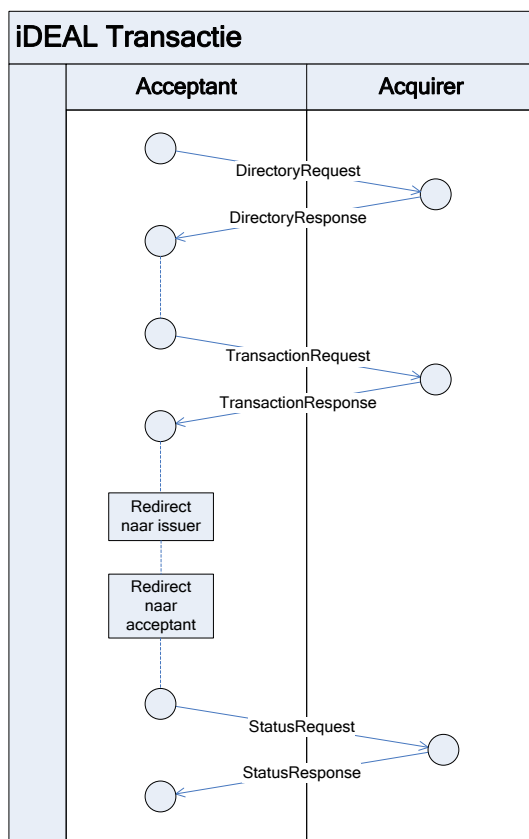 iDEAL Transactie
Acceptant
Acquirer
DirectoryRequest
DirectoryResponse
TransactionRequest
TransactionResponse
Redirect
naar issuer
Redirect
naar
acceptant
StatusRequest
StatusResponse